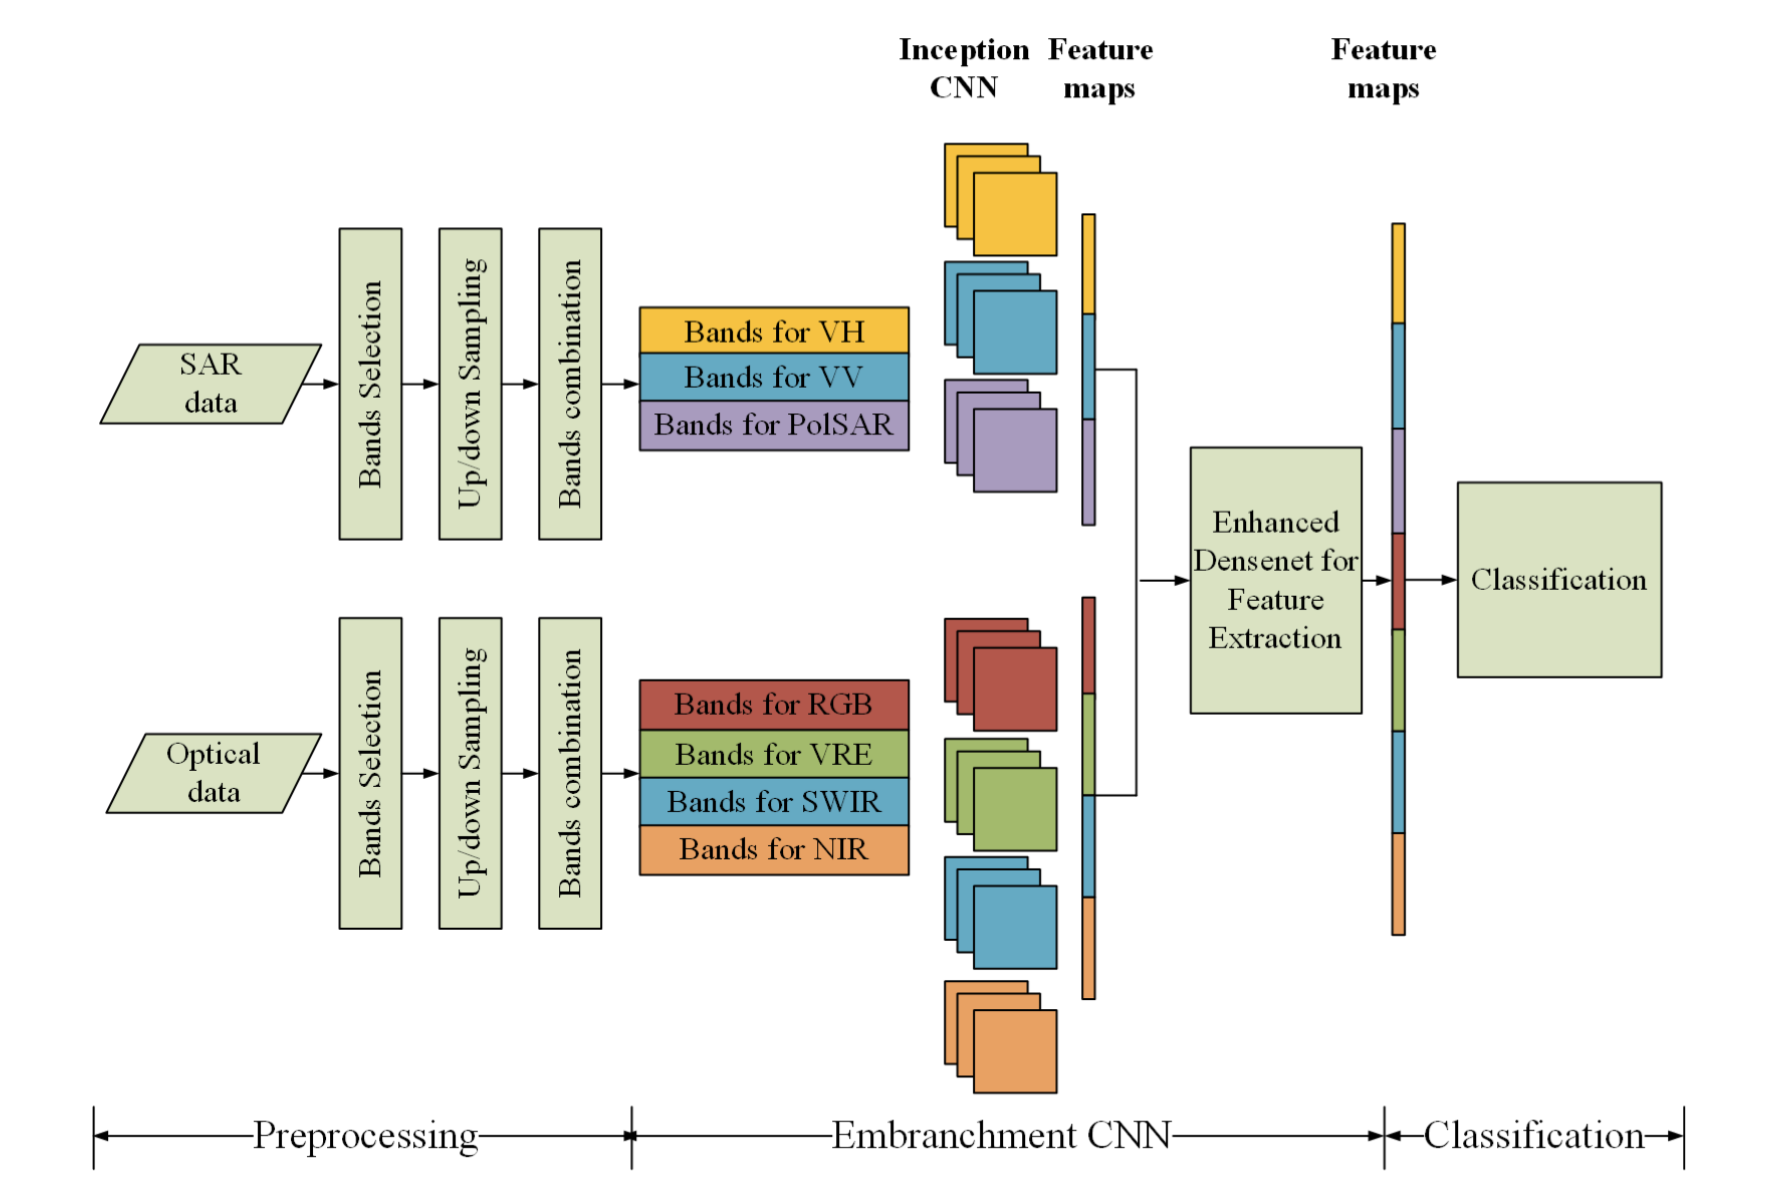 Inception
CNN
Feature
maps
Feature
maps
SAR
data
Bands Selection
Up/down Sampling
Bands combination
Bands for VH
Bands for VV
Bands for PolSAR
Enhanced
Densenet for
Feature
Extraction
Classification
Optical
data
Bands Selection
Up/down Sampling
Bands combination
Bands for RGB
Bands for VRE
Bands for SWIR
Bands for NIR
Preprocessing
Embranchment CNN
Classification